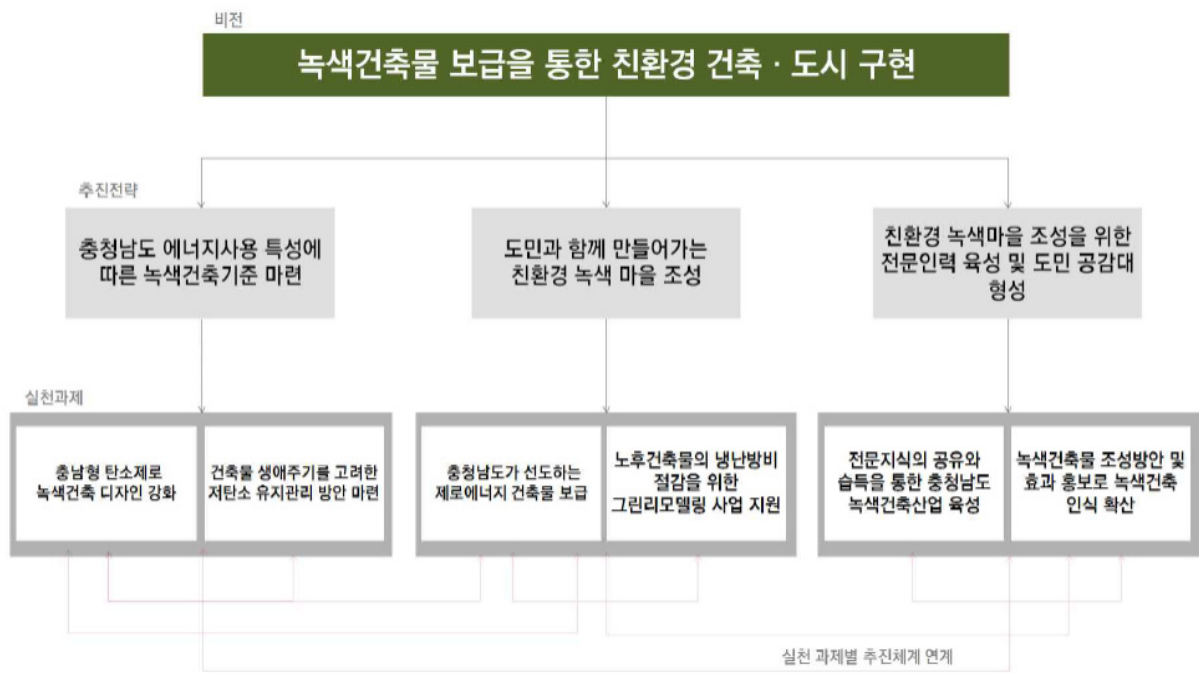 비전
녹색건축물 보급을 통한 친환경 건축 · 도시 구현
추진전략
충청남도 에너지사용 특성에
따른 녹색건축기준 마련
도민과 함께 만들어가는
친환경 녹색 마을 조성
친환경 녹색마을 조성을 위한
전문인력 육성 및 도민 공감대
형성
실천과제
충남형 탄소제로
녹색건축 디자인 강화
건축물 생애주기를 고려한
저탄소 유지관리 방안 마련
충청남도가 선도하는
제로에너지 건축물 보급
노후건축물의 냉난방비
절감을 위한
그린리모델링 사업 지원
전문지식의 공유와
습득을 통한 충청남도
녹색건축산업 육성
녹색건축물 조성방안 및
효과 홍보로 녹색건축
인식 확산
실천 과제별 추진체계 연계